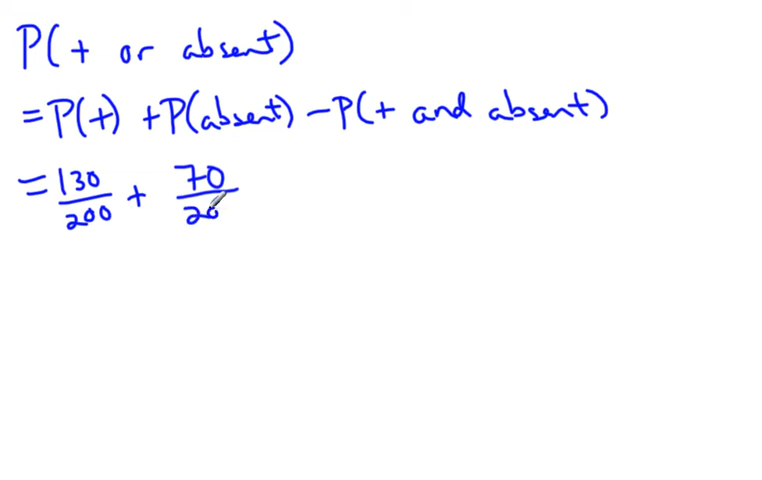 P(+ or absent)
= P(+) + P(absent) - P(+ and absent)
= 130/200 + 70/20